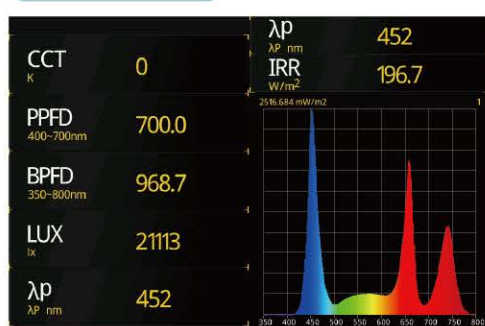 CCT
K
0
PPFD
400~700nm
700.0
BPFD
350~800nm
968.7
LUX
lx
21113
λp
λP nm
452
λp
λP nm
452
IRR
W/m2
196.7
2516.684 mW/m2
1
350 400 450 500 550 600 650 700 750 800